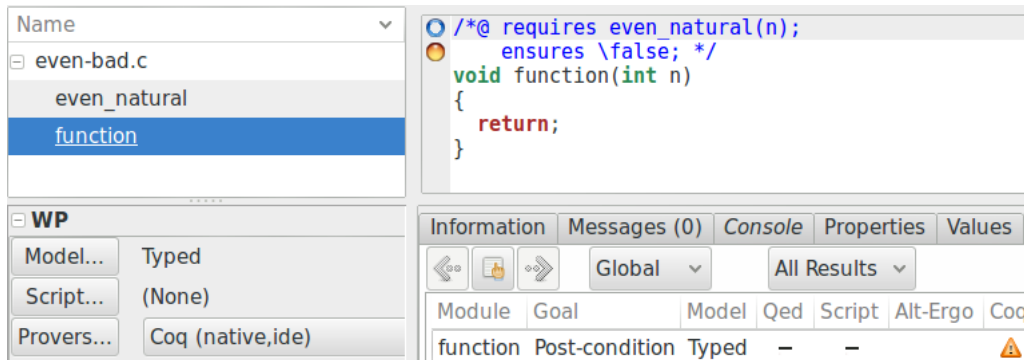 Name
even-bad.c
even_natural
function
/*@ requires even_natural(n);
ensures \false; */
void function(int n)
{
return;
}
WP
Model... Typed
Script... (None)
Provers... Coq (native,ide)
Information Messages (0) Console Properties Values
Global All Results
Module Goal Model Qed Script Alt-Ergo Coq
function Post-condition Typed — —